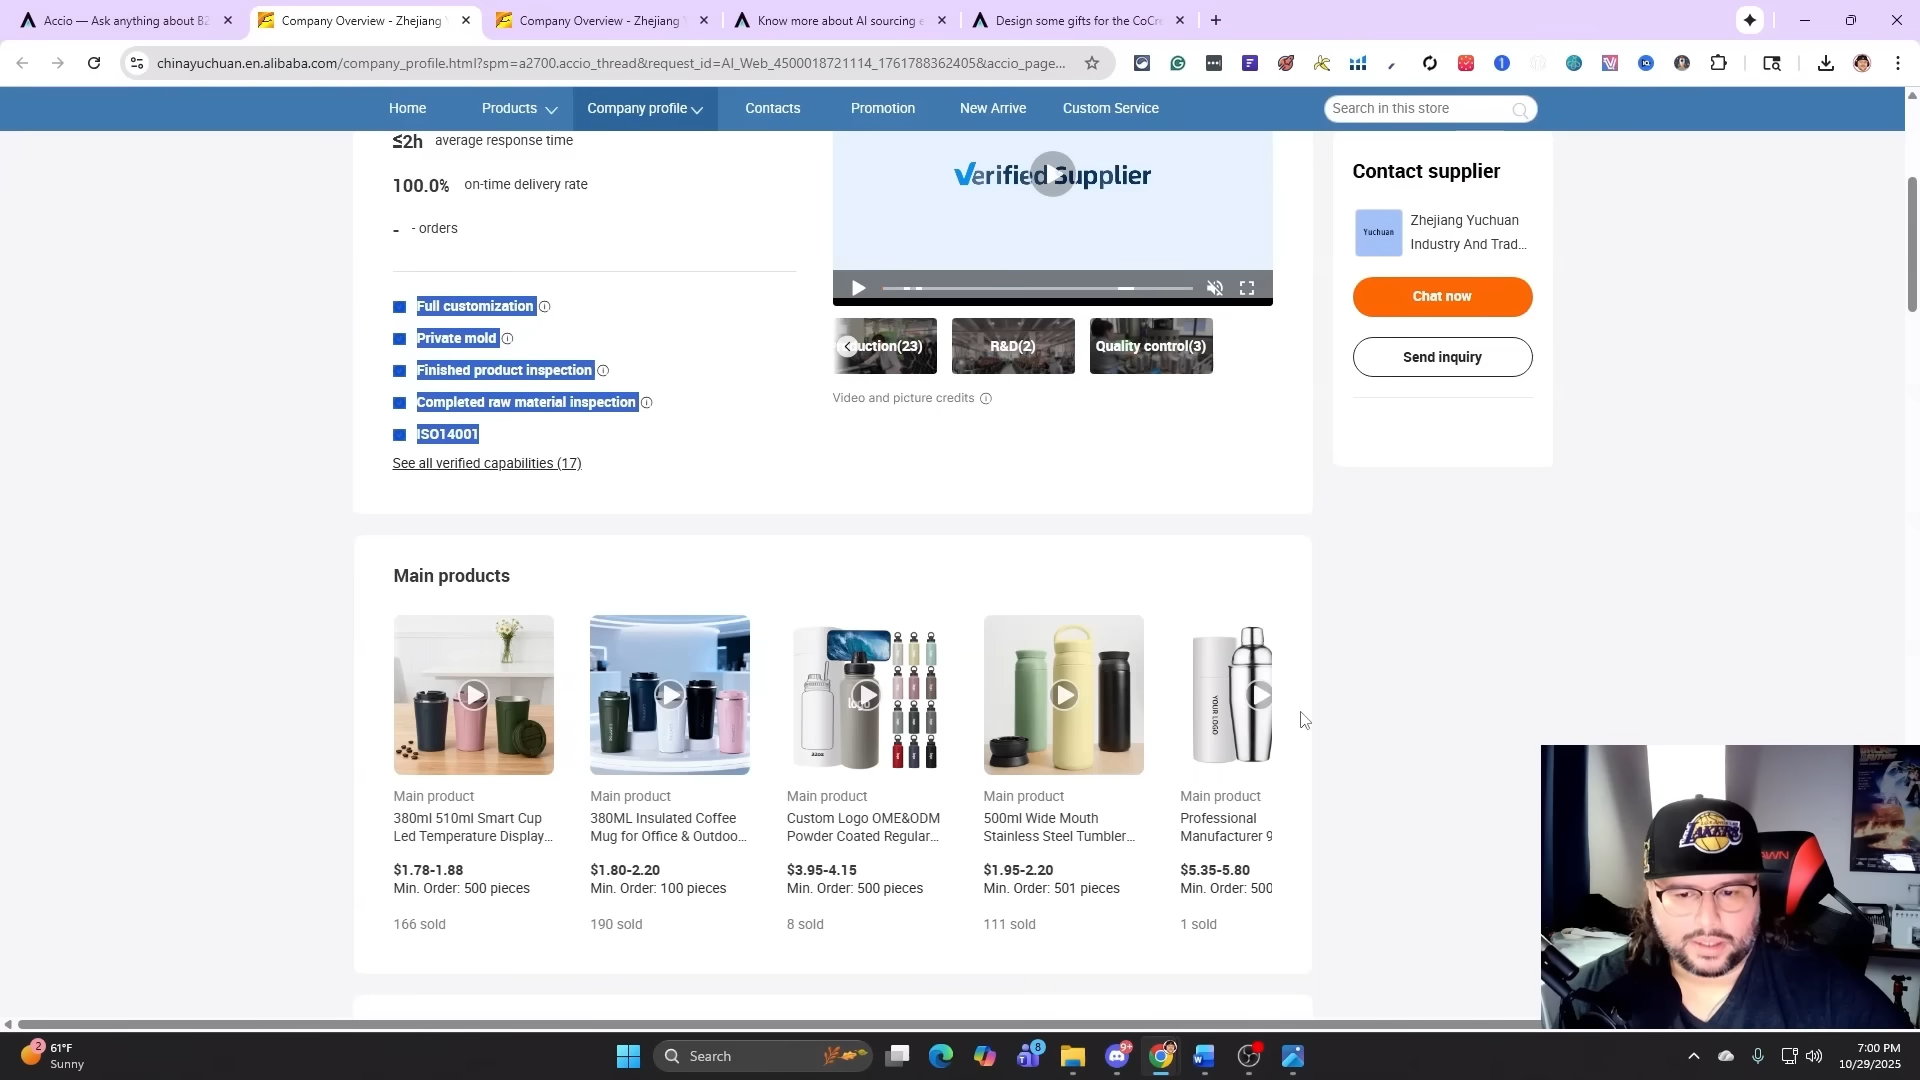 Accio — Ask anything about B2
Company Overview - Zhejiang Y
Company Overview - Zhejiang Y
Know more about AI sourcing e
Design some gifts for the CoCre
chinayuchuan.en.alibaba.com/company_profile.html?spm=a2700.accio_thread&request_id=AI_Web_4500018721114_1761788362405&accio_page...
Home
Products
Company profile
Contacts
Promotion
New Arrive
Custom Service
Search in this store
≤2h average response time
100.0% on-time delivery rate
- - orders
Full customization
Private mold
Finished product inspection
Completed raw material inspection
ISO14001
See all verified capabilities (17)
Verified Supplier
uction(23)
R&D(2)
Quality control(3)
Video and picture credits
Contact supplier
Yuchuan
Zhejiang Yuchuan
Industry And Trad...
Chat now
Send inquiry
Main products
logo
YOUR LOGO
Main product
380ml 510ml Smart Cup
Led Temperature Display...
$1.78-1.88
Min. Order: 500 pieces
166 sold
Main product
380ML Insulated Coffee
Mug for Office & Outdoo...
$1.80-2.20
Min. Order: 100 pieces
190 sold
Main product
Custom Logo OME&ODM
Powder Coated Regular...
$3.95-4.15
Min. Order: 500 pieces
8 sold
Main product
500ml Wide Mouth
Stainless Steel Tumbler...
$1.95-2.20
Min. Order: 501 pieces
111 sold
Main product
Professional
Manufacturer 9
$5.35-5.80
Min. Order: 500
1 sold
LAKERS
2
61°F
Sunny
Search
8
9+
7:00 PM
10/29/2025